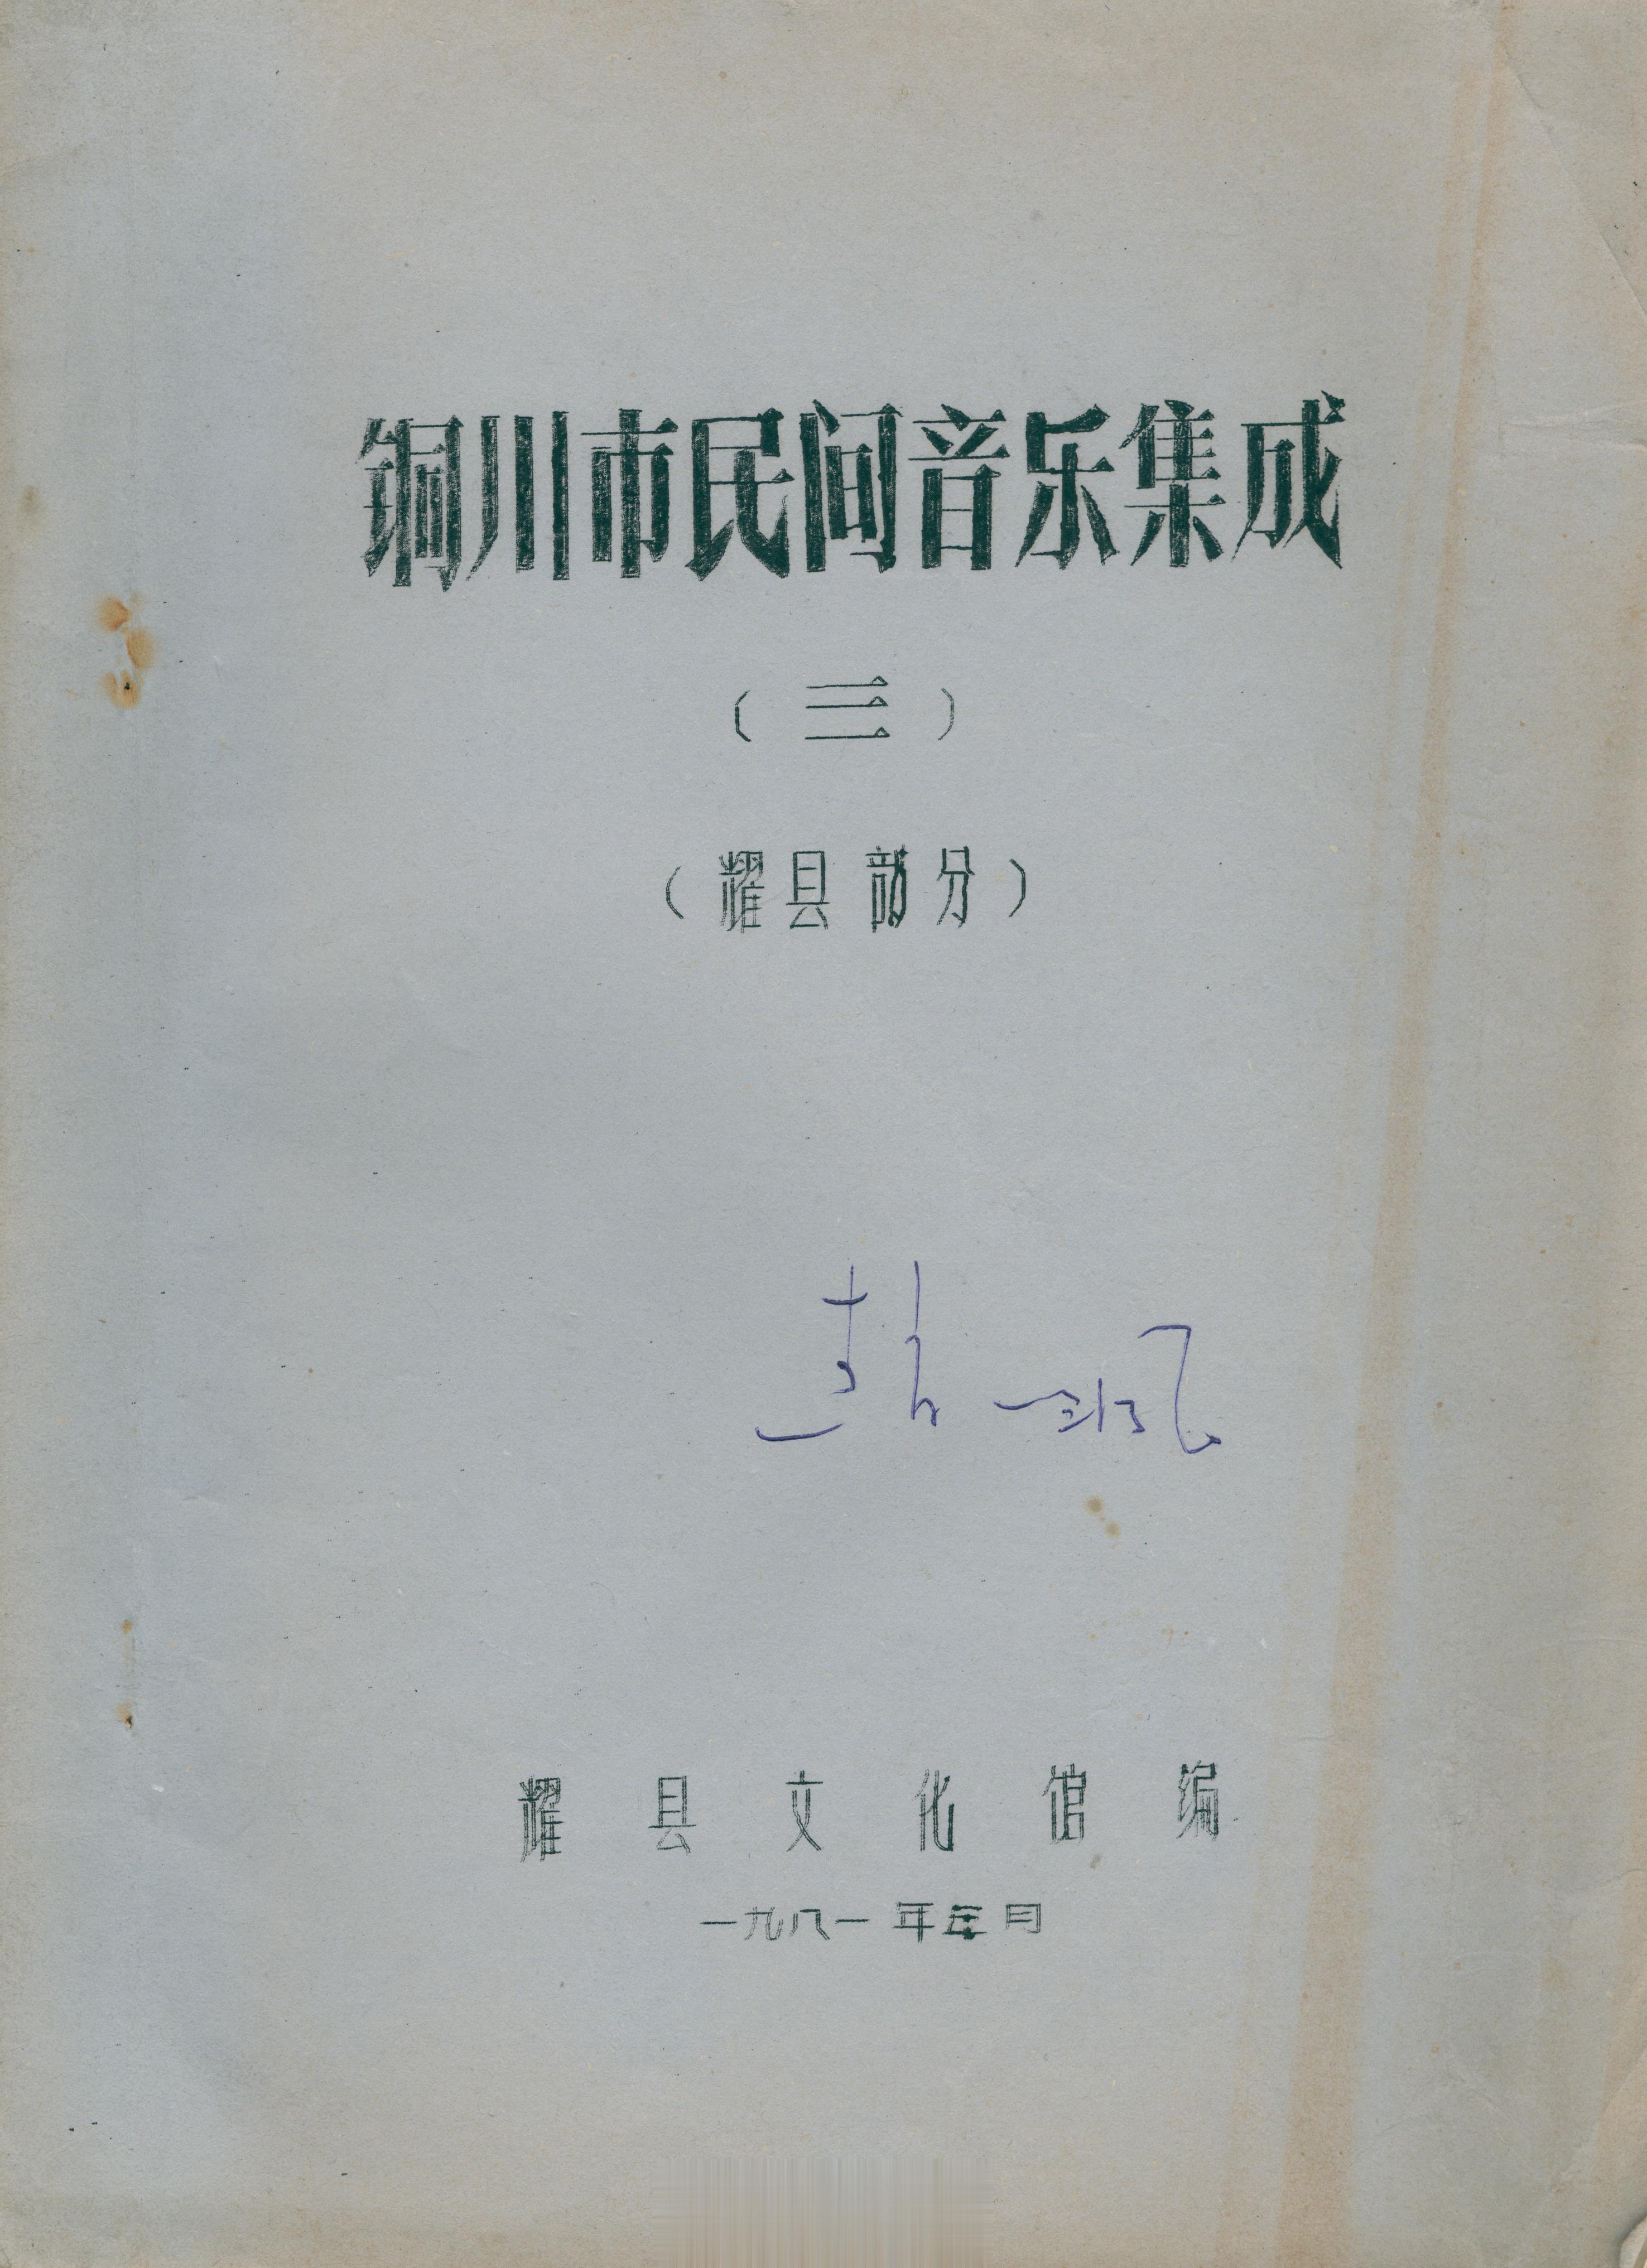 铜川市民间音乐集成
（三）
（耀县部分）
耀县文化馆编
一九八一年五月